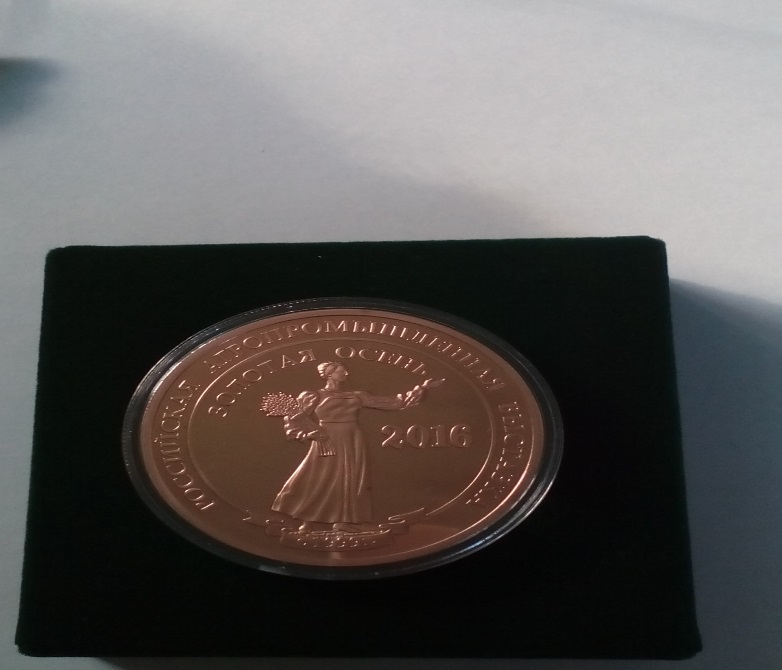 РОССИЙСКАЯ АГРОПРОМЫШЛЕННАЯ ВЫСТАВКА
ЗОЛОТАЯ ОСЕНЬ
2016